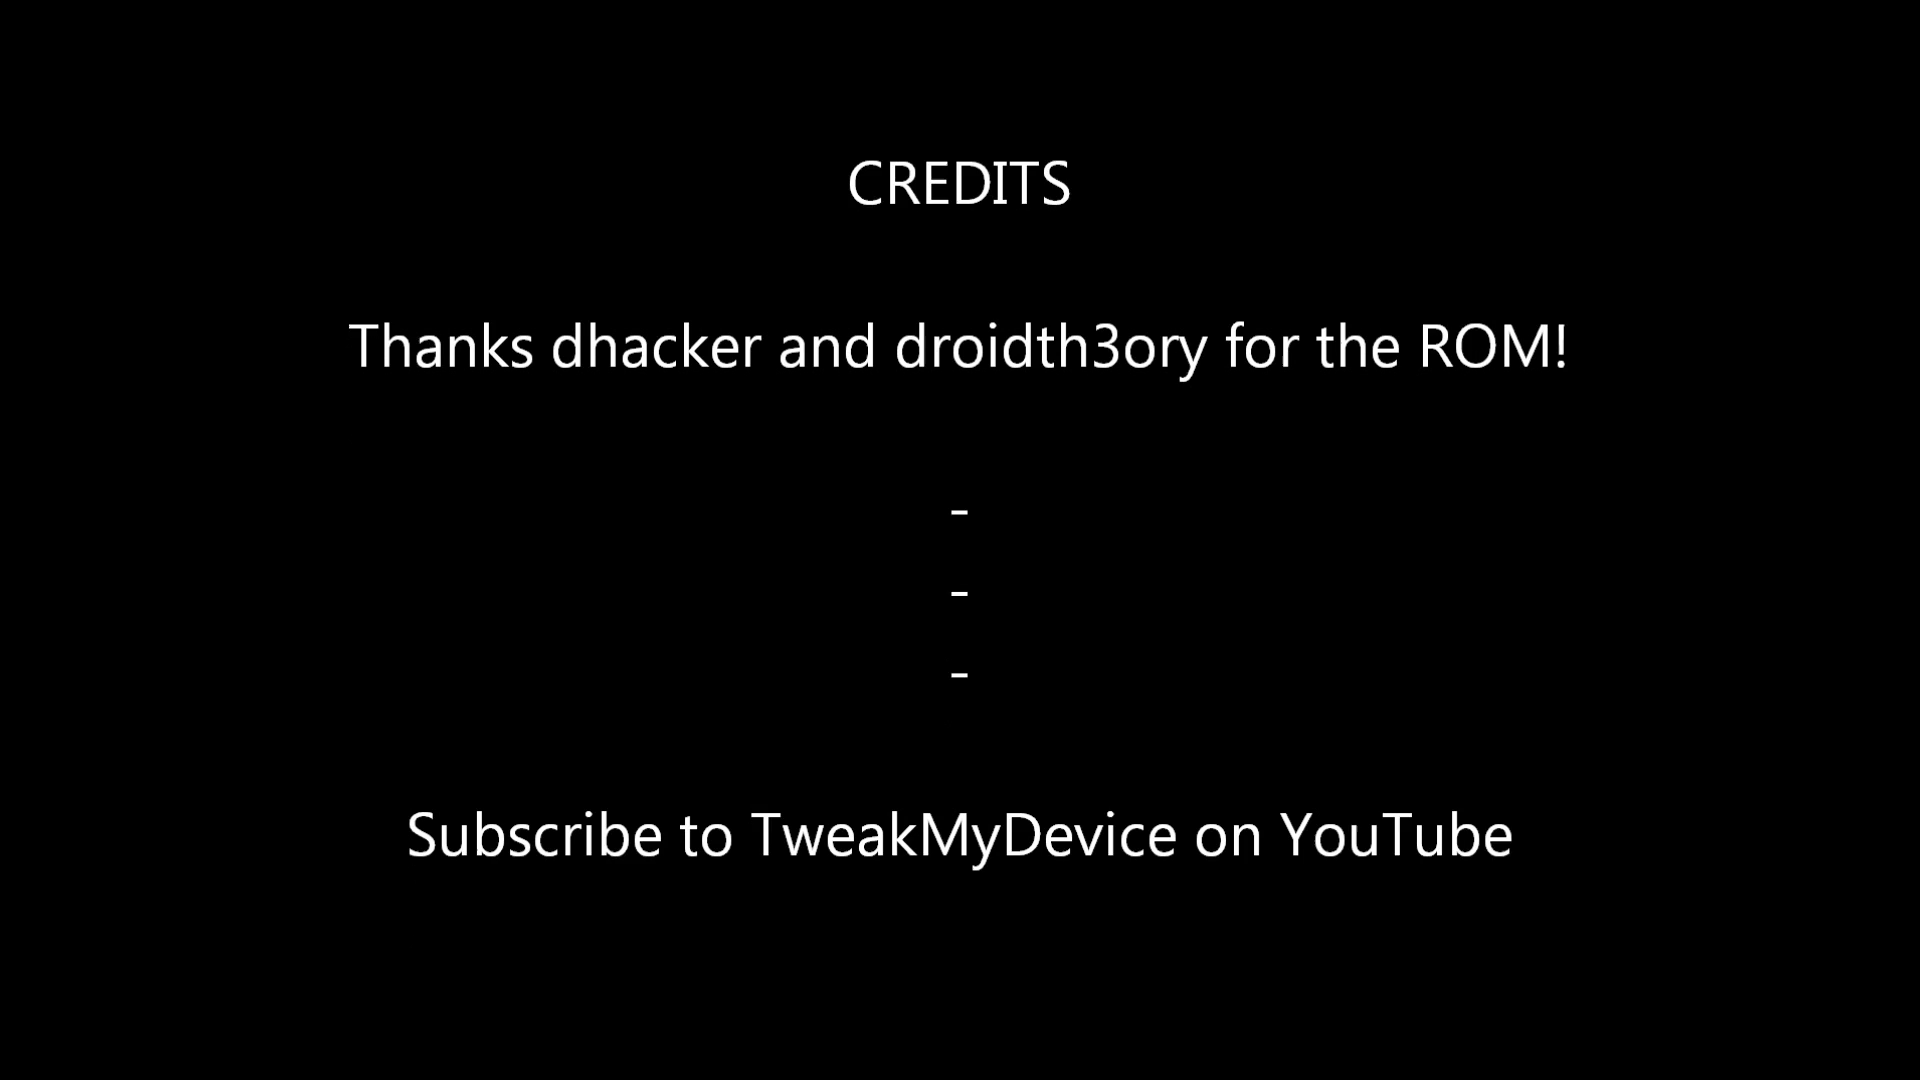 CREDITS
Thanks dhacker and droidth3ory for the ROM!
-
-
-
Subscribe to TweakMyDevice on YouTube